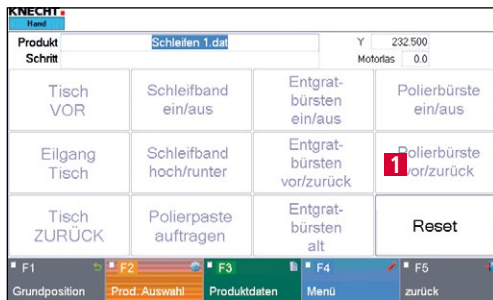 KNECHT
Hand
Produkt Schleifen 1.dat Y 232.500
Schritt Motorlas 0.0
Tisch VOR
Schleifband ein/aus
Entgrat-bürsten ein/aus
Polierbürste ein/aus
Eilgang Tisch
Schleifband hoch/runter
Entgrat-bürsten vor/zurück
1
Polierbürste vor/zurück
Tisch ZURÜCK
Polierpaste auftragen
Entgrat-bürsten alt
Reset
F1 F2 F3 F4 F5
Grundposition Prod. Auswahl Produktdaten Menü zurück